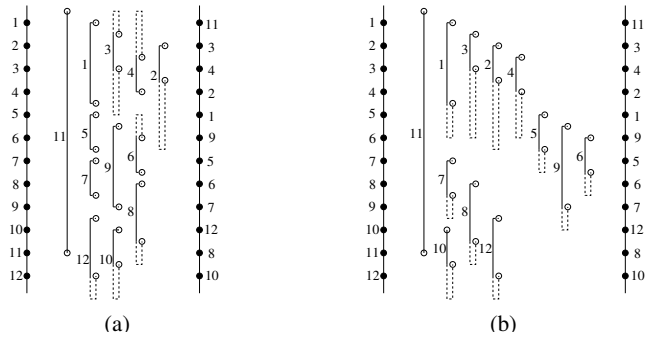 1 11 1 11
2 3 3 2 3 3
3 1 4 2 4 3 1 2 4 4
4 2 4 2
5 1 5 1
6 11 5 9 6 11 5 9
7 9 6 5 7 9 6 5
8 7 6 8 7 6
9 8 7 9 8 7
10 12 10 12
11 12 10 8 11 10 12 8
12 10 12 10
(a) (b)